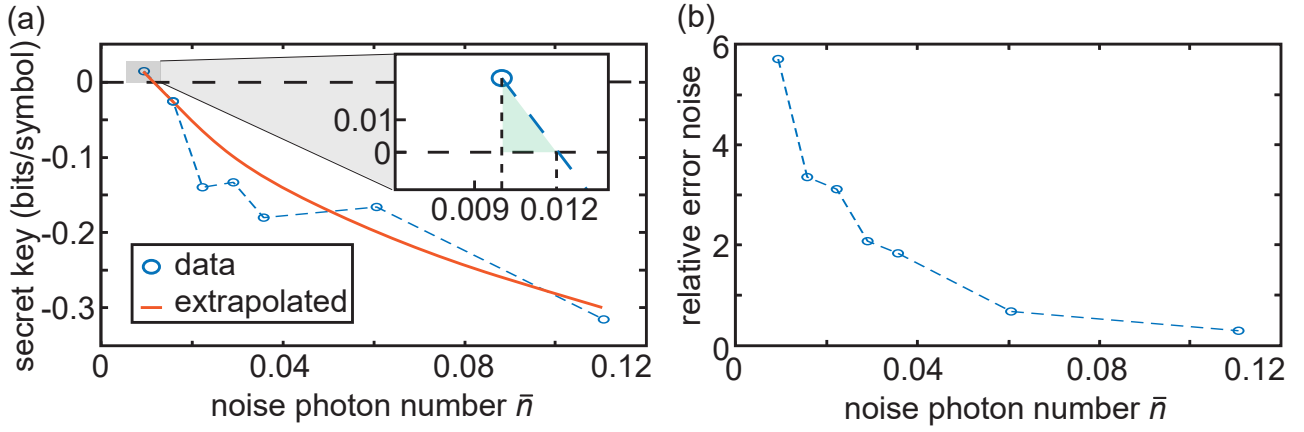 (a)
secret key (bits/symbol)
0
-0.1
-0.2
-0.3
0.01
0
0.009 0.012
data
extrapolated
0 0.04 0.08 0.12
noise photon number n̄
(b)
relative error noise
6
4
2
0
0 0.04 0.08 0.12
noise photon number n̄